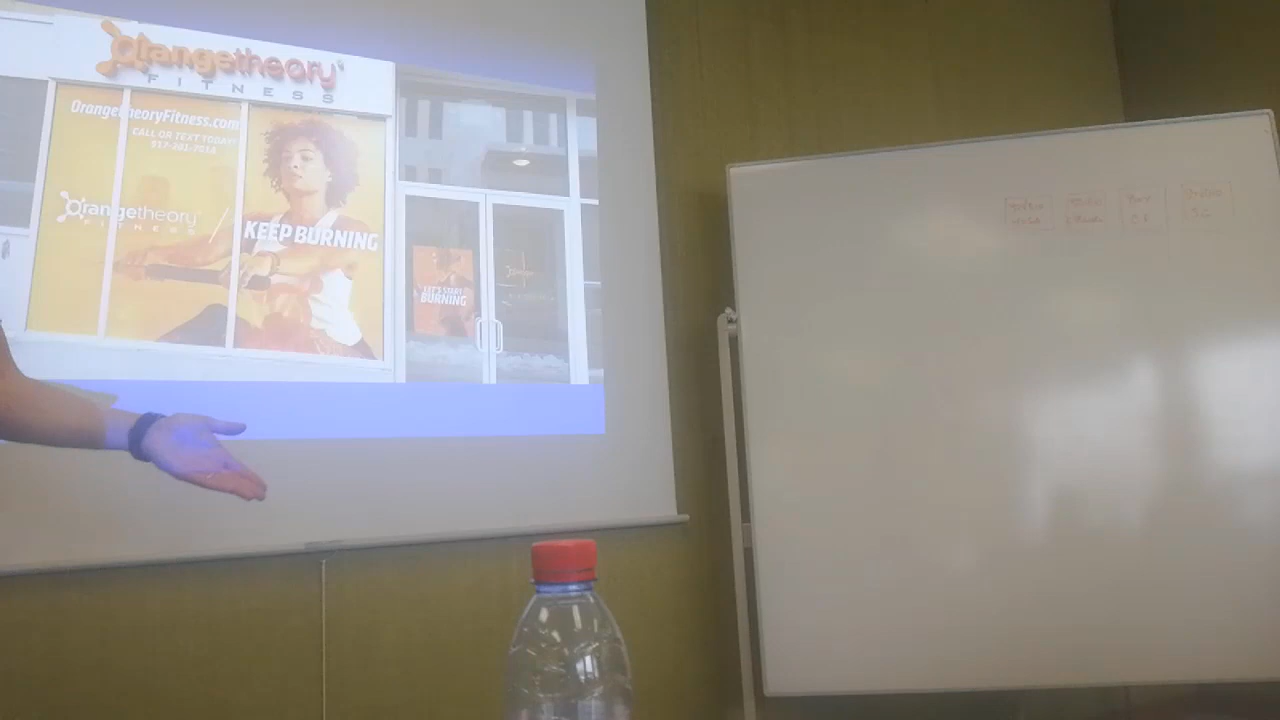 orangetheory
FITNESS
OrangetheoryFitness.com
CALL OR TEXT TODAY!
orangetheory
FITNESS
KEEP BURNING
LET'S START
BURNING